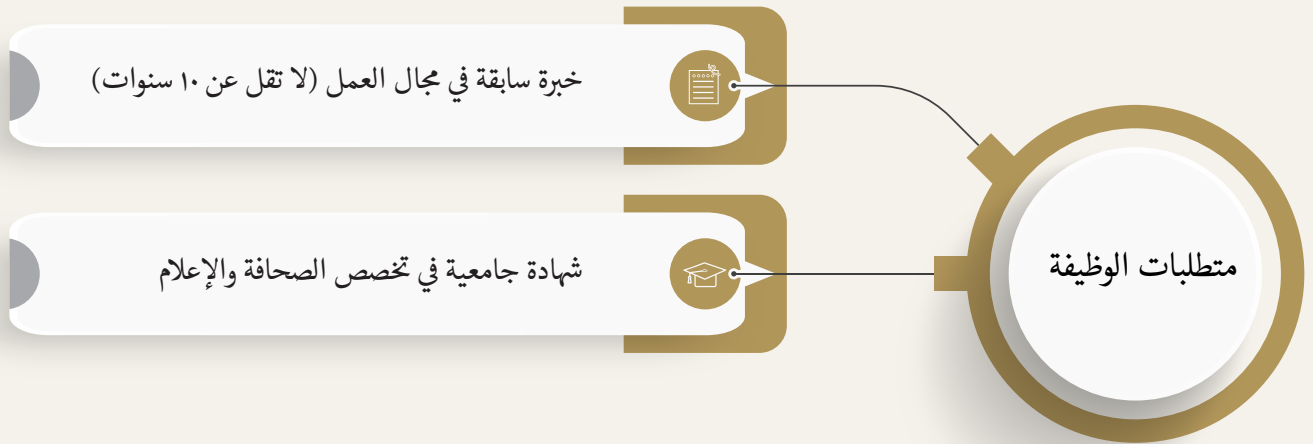 متطلبات الوظيفة
خبرة سابقة في مجال العمل (لا تقل عن ١٠ سنوات)
شهادة جامعية في تخصص الصحافة والإعلام